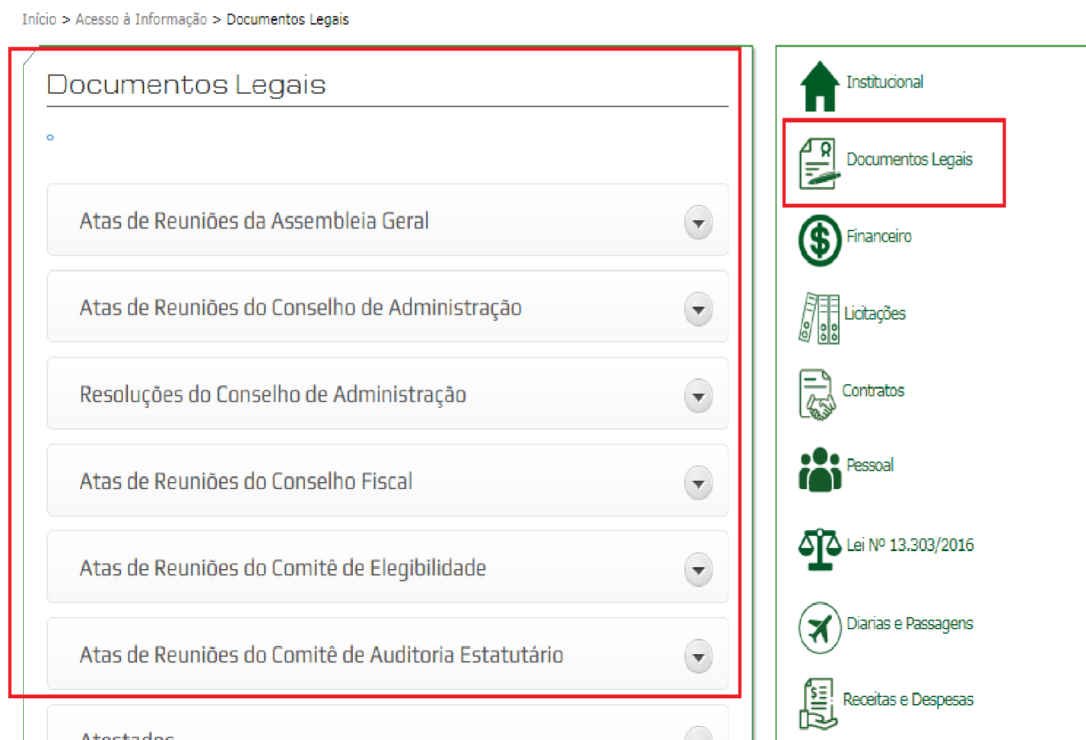 Início > Acesso à Informação > Documentos Legais
Documentos Legais
Atas de Reuniões da Assembleia Geral
Atas de Reuniões do Conselho de Administração
Resoluções do Conselho de Administração
Atas de Reuniões do Conselho Fiscal
Atas de Reuniões do Comitê de Elegibilidade
Atas de Reuniões do Comitê de Auditoria Estatutário
Atestados
Institucional
Documentos Legais
Financeiro
Licitações
Contratos
Pessoal
Lei Nº 13.303/2016
Diarias e Passagens
Receitas e Despesas